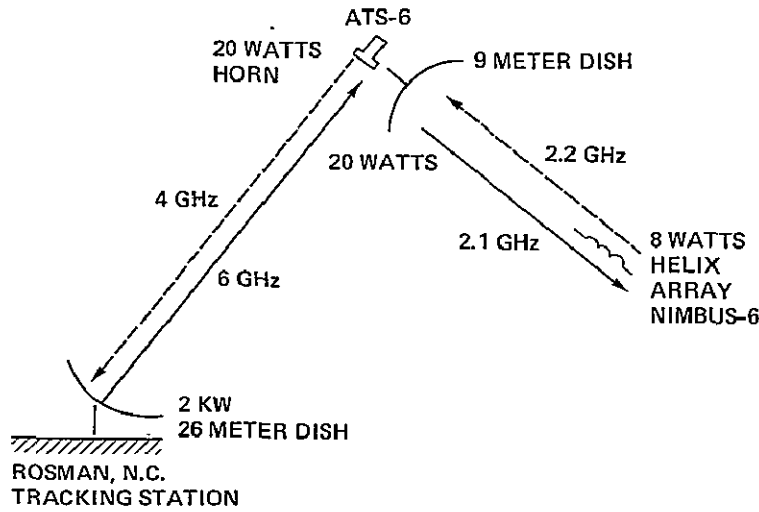 ATS-6
20 WATTS
HORN
9 METER DISH
20 WATTS
2.2 GHz
4 GHz
2.1 GHz
6 GHz
8 WATTS
HELIX
ARRAY
NIMBUS-6
2 KW
26 METER DISH
ROSMAN, N.C.
TRACKING STATION